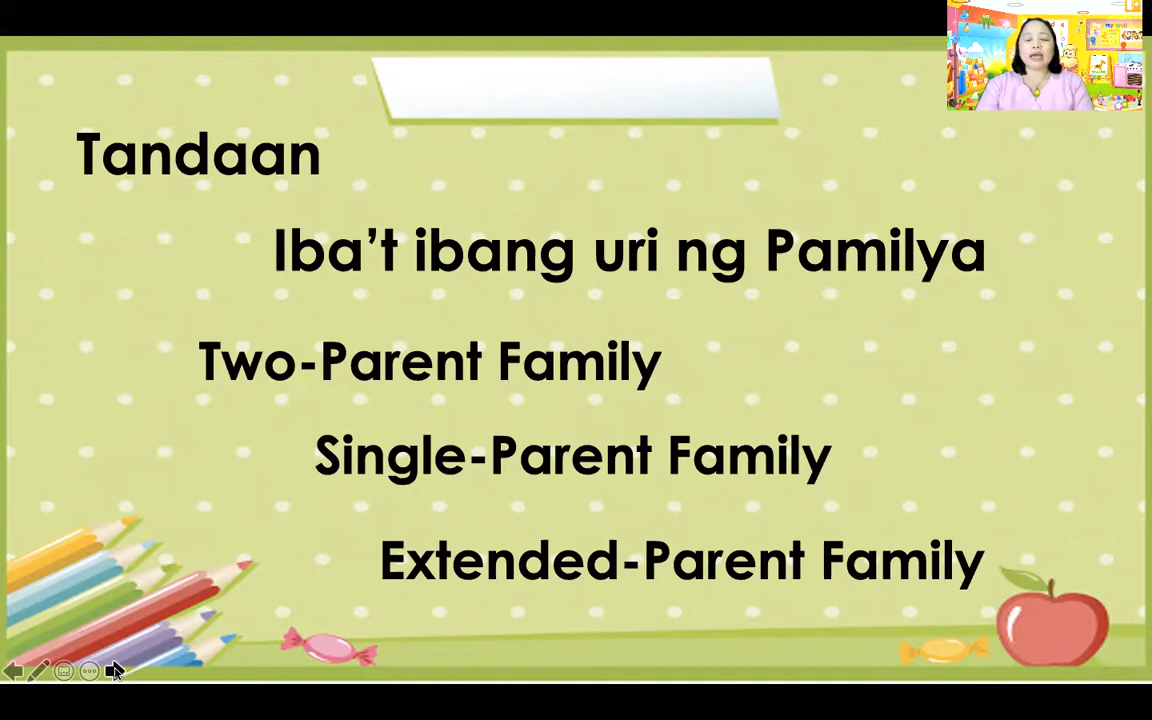 Tandaan
Iba't ibang uri ng Pamilya
Two-Parent Family
Single-Parent Family
Extended-Parent Family